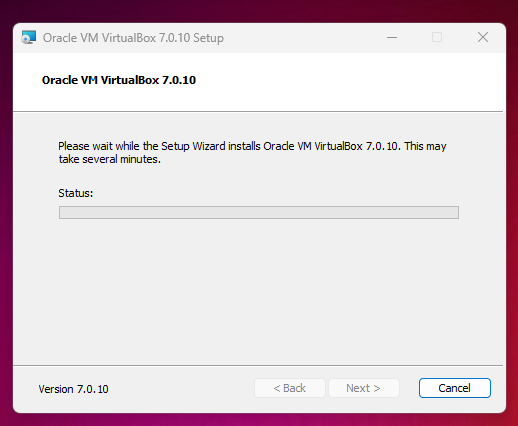 Oracle VM VirtualBox 7.0.10 Setup
Oracle VM VirtualBox 7.0.10
Please wait while the Setup Wizard installs Oracle VM VirtualBox 7.0.10. This may
take several minutes.
Status:
Version 7.0.10
< Back
Next >
Cancel